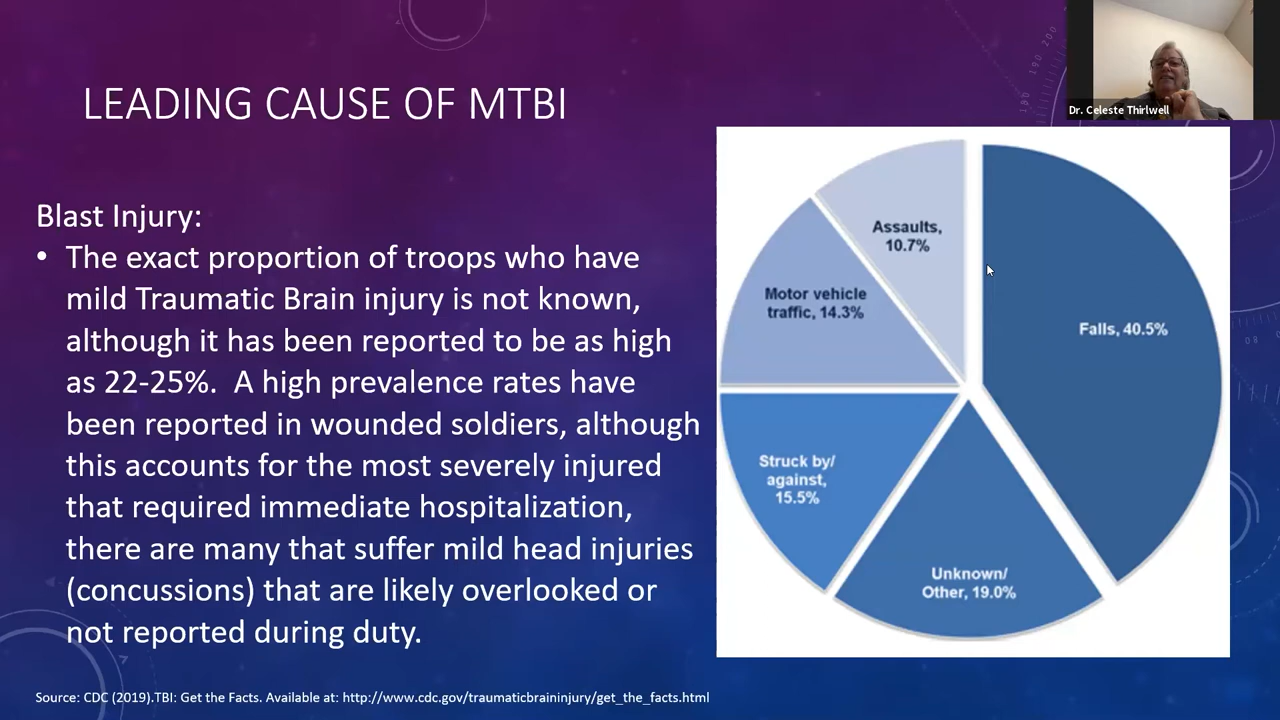 LEADING CAUSE OF MTBI
Dr. Celeste Thirlwell
Blast Injury:
• The exact proportion of troops who have
mild Traumatic Brain injury is not known,
although it has been reported to be as high
as 22-25%.  A high prevalence rates have
been reported in wounded soldiers, although
this accounts for the most severely injured
that required immediate hospitalization,
there are many that suffer mild head injuries
(concussions) that are likely overlooked or
not reported during duty.
Assaults,
10.7%
Motor vehicle
traffic, 14.3%
Falls, 40.5%
Struck by/
against,
15.5%
Unknown/
Other, 19.0%
Source: CDC (2019).TBI: Get the Facts. Available at: http://www.cdc.gov/traumaticbraininjury/get_the_facts.html